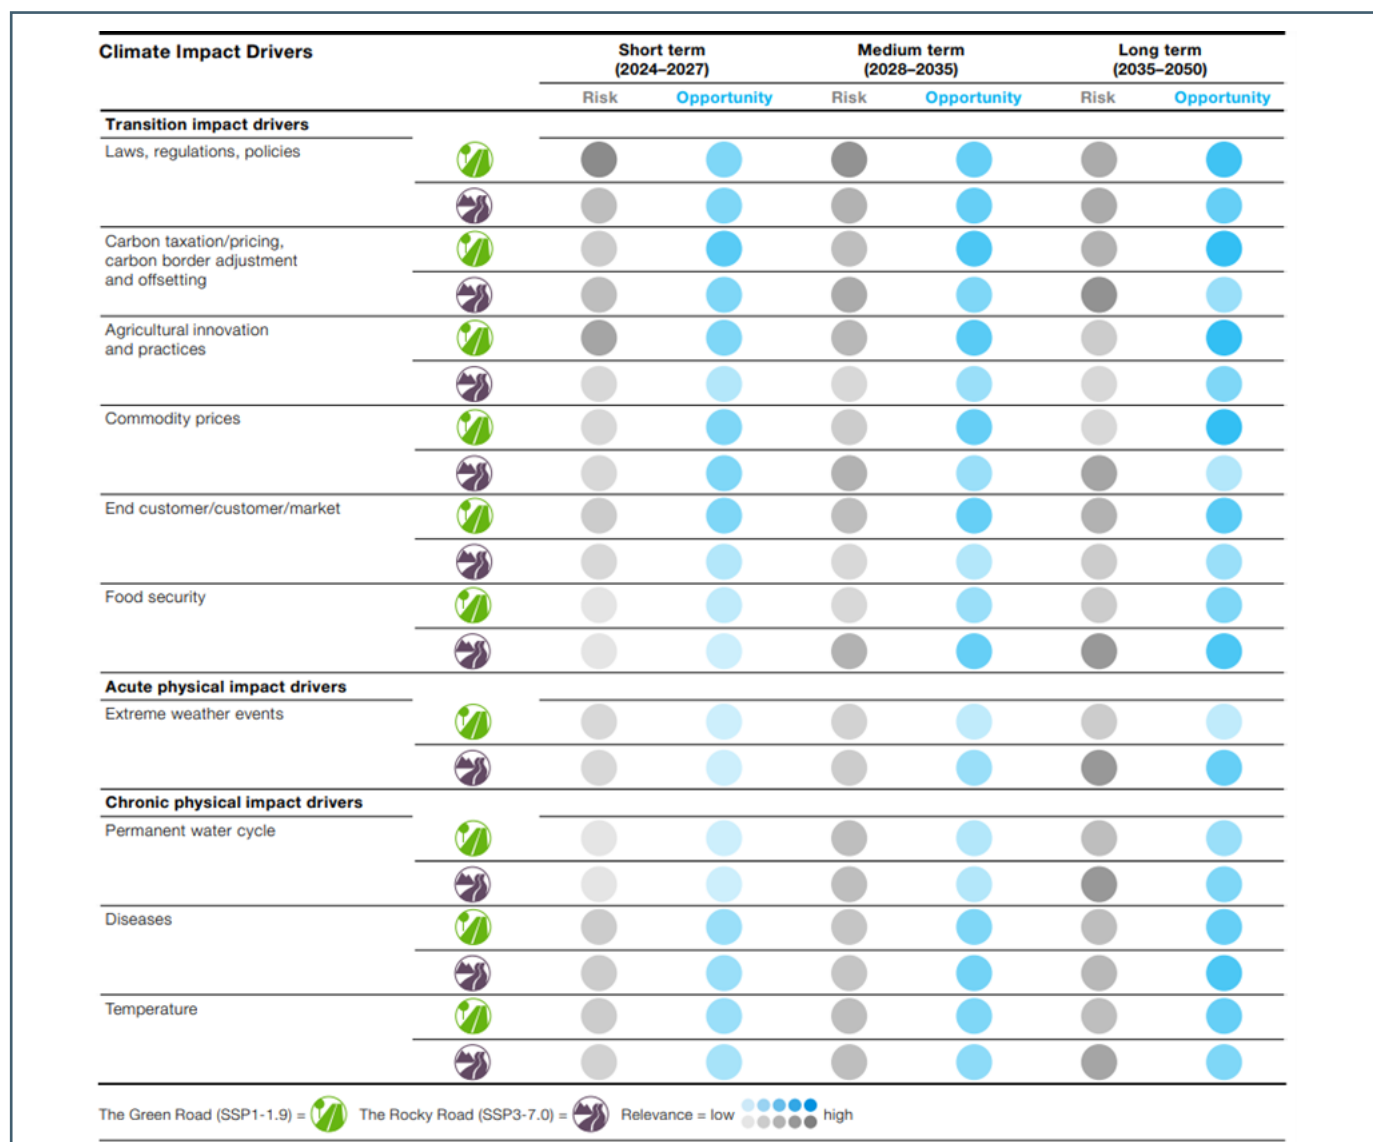 Climate Impact Drivers
Short term
(2024–2027)
Medium term
(2028–2035)
Long term
(2035–2050)
Risk Opportunity Risk Opportunity Risk Opportunity
Transition impact drivers
Laws, regulations, policies
Carbon taxation/pricing,
carbon border adjustment
and offsetting
Agricultural innovation
and practices
Commodity prices
End customer/customer/market
Food security
Acute physical impact drivers
Extreme weather events
Chronic physical impact drivers
Permanent water cycle
Diseases
Temperature
The Green Road (SSP1-1.9) = The Rocky Road (SSP3-7.0) = Relevance = low high